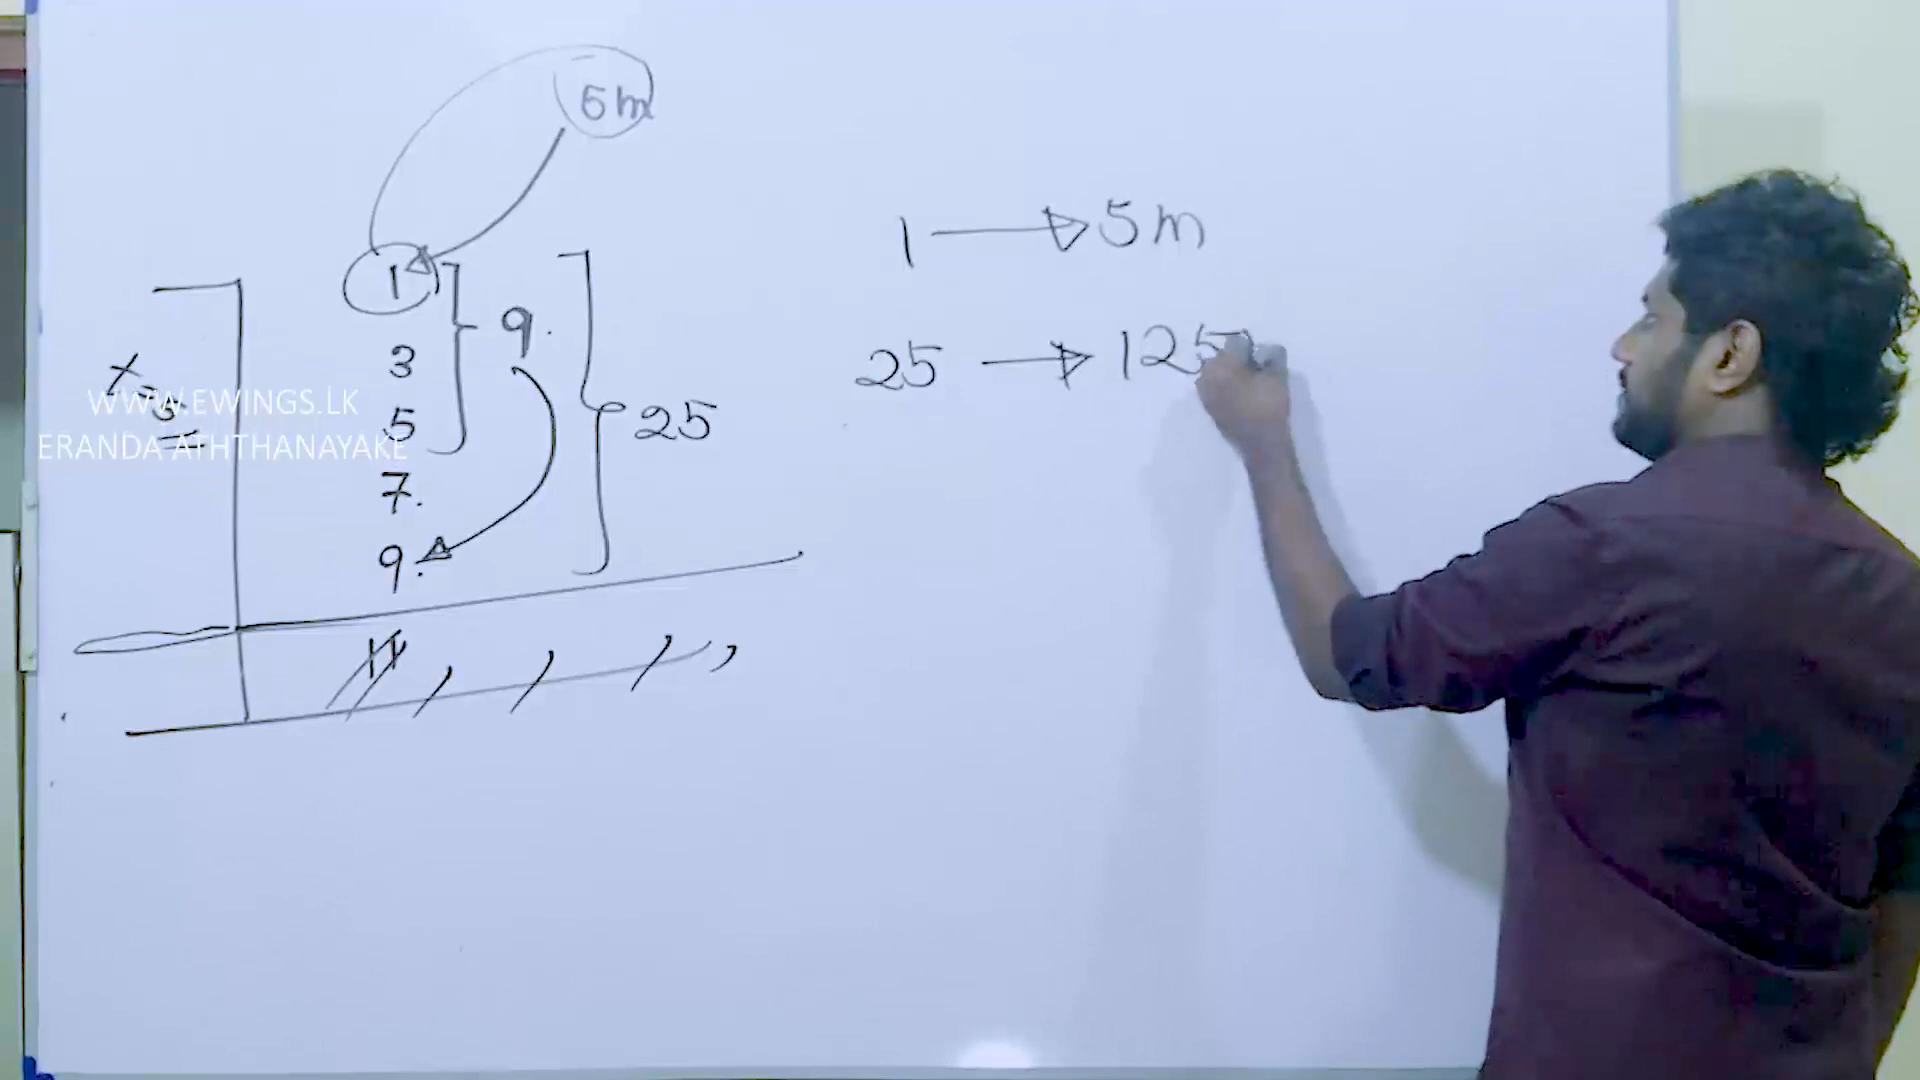 5m
1 → 5m
1
9.
3
25 → 125
WWW.EWINGS.LK
5
25
ERANDA ATHTHANAYAKE
7.
9.